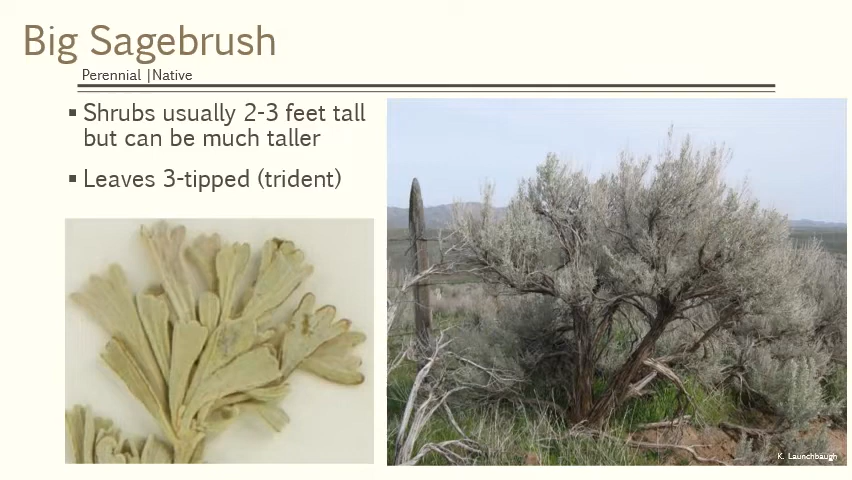 Big Sagebrush
Perennial |Native
▪ Shrubs usually 2-3 feet tall
but can be much taller
▪ Leaves 3-tipped (trident)
K. Launchbaugh